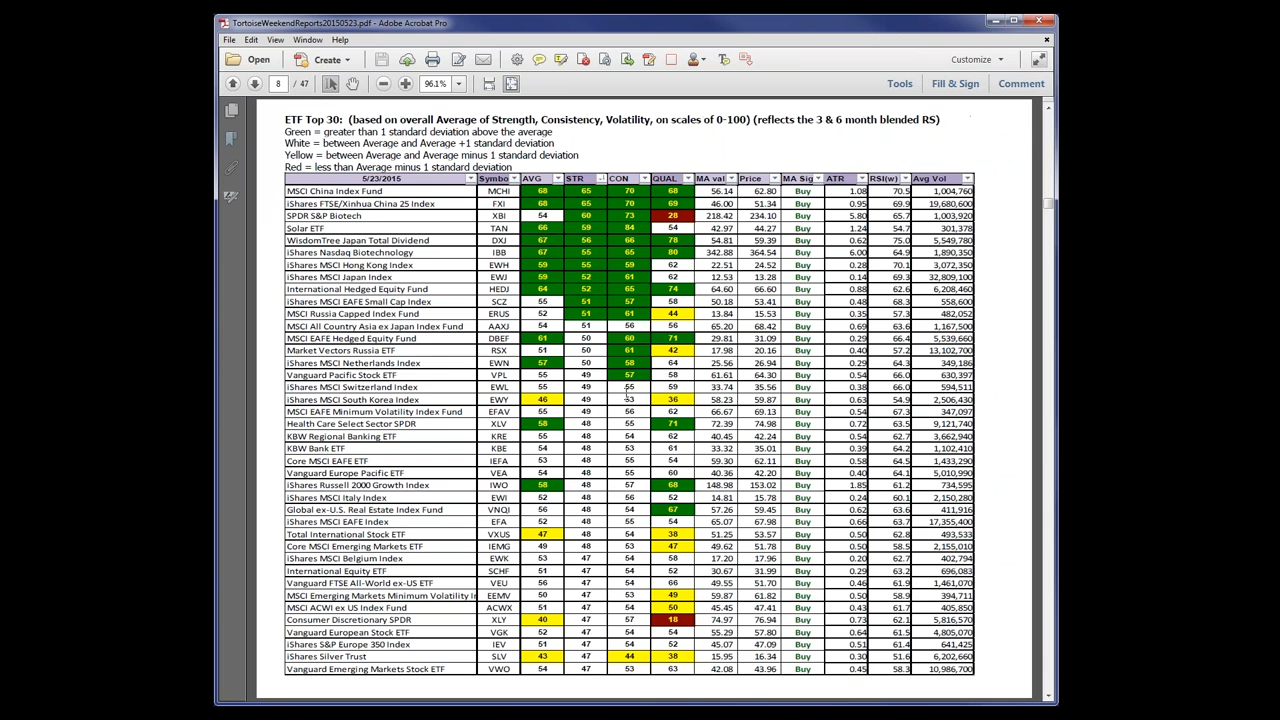 TortoiseWeekendReports20150523.pdf - Adobe Acrobat Pro
File Edit View Window Help
Open Create Customize
8 / 47 96.1% Tools Fill & Sign Comment
ETF Top 30: (based on overall Average of Strength, Consistency, Volatility, on scales of 0-100) (reflects the 3 & 6 month blended RS)
Green = greater than 1 standard deviation above the average
White = between Average and Average +1 standard deviation
Yellow = between Average and Average minus 1 standard deviation
Red = less than Average minus 1 standard deviation
5/23/2015 Symbo AVG STR CON QUAL MA val Price MA Sig ATR RSI(w) Avg Vol
MSCI China Index Fund MCHI 68 65 70 68 56.14 62.80 Buy 1.08 70.5 1,004,760
iShares FTSE/Xinhua China 25 Index FXI 68 65 70 69 46.00 51.34 Buy 0.95 69.9 19,680,600
SPDR S&P Biotech XBI 54 60 73 28 218.42 234.10 Buy 5.80 65.7 1,003,920
Solar ETF TAN 66 59 84 54 42.97 44.27 Buy 1.24 54.7 301,378
WisdomTree Japan Total Dividend DXJ 67 56 66 78 54.81 59.39 Buy 0.62 75.0 5,549,780
iShares Nasdaq Biotechnology IBB 67 55 65 80 342.88 364.54 Buy 6.00 64.9 1,890,350
iShares MSCI Hong Kong Index EWH 59 55 59 62 22.51 24.52 Buy 0.28 70.1 3,072,350
iShares MSCI Japan Index EWJ 59 52 61 62 12.53 13.28 Buy 0.14 69.3 32,809,100
International Hedged Equity Fund HEDJ 64 52 65 74 64.60 66.60 Buy 0.88 62.6 6,208,460
iShares MSCI EAFE Small Cap Index SCZ 55 51 57 58 50.18 53.41 Buy 0.48 68.3 558,600
MSCI Russia Capped Index Fund ERUS 52 51 61 44 13.84 15.53 Buy 0.35 57.3 482,052
MSCI All Country Asia ex Japan Index Fund AAXJ 54 51 56 56 65.20 68.42 Buy 0.69 63.6 1,167,500
MSCI EAFE Hedged Equity Fund DBEF 61 50 60 71 29.81 31.09 Buy 0.29 66.4 5,539,660
Market Vectors Russia ETF RSX 51 50 61 42 17.98 20.16 Buy 0.40 57.2 13,102,700
iShares MSCI Netherlands Index EWN 57 50 58 64 25.56 26.94 Buy 0.29 64.3 349,186
Vanguard Pacific Stock ETF VPL 55 49 57 58 61.61 64.30 Buy 0.44 66.0 630,397
iShares MSCI Switzerland Index EWL 55 49 55 59 33.74 35.56 Buy 0.38 66.0 594,511
iShares MSCI South Korea Index EWY 46 49 53 36 58.23 59.87 Buy 0.63 54.9 2,506,430
MSCI EAFE Minimum Volatility Index Fund EFAV 55 49 56 62 66.67 69.13 Buy 0.54 67.3 347,097
Health Care Select Sector SPDR XLV 58 48 55 71 72.39 74.98 Buy 0.72 63.5 9,121,740
KBW Regional Banking ETF KRE 55 48 54 62 40.45 42.24 Buy 0.54 62.7 3,662,940
KBW Bank ETF KBE 54 48 53 61 33.32 35.01 Buy 0.39 64.2 1,102,410
Core MSCI EAFE ETF IEFA 53 48 55 54 59.30 62.11 Buy 0.58 64.5 1,433,290
Vanguard Europe Pacific ETF VEA 54 48 55 60 40.36 42.20 Buy 0.40 64.1 5,010,990
iShares Russell 2000 Growth Index IWO 58 48 57 68 148.98 153.02 Buy 1.85 61.2 734,595
iShares MSCI Italy Index EWI 52 48 56 52 14.81 15.78 Buy 0.24 60.1 2,150,280
Global ex-U.S. Real Estate Index Fund VNQI 56 48 54 67 57.26 59.45 Buy 0.62 63.6 411,916
iShares MSCI EAFE Index EFA 52 48 55 54 65.07 67.98 Buy 0.66 63.7 17,355,400
Total International Stock ETF VXUS 47 48 54 38 51.25 53.57 Buy 0.50 62.8 493,533
Core MSCI Emerging Markets ETF IEMG 49 48 53 47 49.62 51.78 Buy 0.50 58.5 2,155,010
iShares MSCI Belgium Index EWK 53 47 54 58 17.20 17.96 Buy 0.20 62.7 402,794
International Equity ETF SCHF 51 47 54 52 30.67 31.99 Buy 0.29 63.2 696,083
Vanguard FTSE All-World ex-US ETF VEU 56 47 54 66 49.55 51.70 Buy 0.46 61.9 1,461,070
MSCI Emerging Markets Minimum Volatility In EEMV 50 47 53 49 59.87 61.82 Buy 0.50 58.9 394,711
MSCI ACWI ex US Index Fund ACWX 51 47 54 50 45.45 47.41 Buy 0.43 61.7 405,850
Consumer Discretionary SPDR XLY 40 47 57 18 74.97 76.94 Buy 0.73 62.1 5,816,570
Vanguard European Stock ETF VGK 52 47 54 54 55.29 57.80 Buy 0.64 61.5 4,805,070
iShares S&P Europe 350 Index IEV 51 47 54 52 45.07 47.09 Buy 0.51 61.4 641,425
iShares Silver Trust SLV 43 47 44 38 15.95 16.34 Buy 0.30 51.6 6,202,660
Vanguard Emerging Markets Stock ETF VWO 54 47 53 63 42.08 43.96 Buy 0.45 58.3 10,986,700